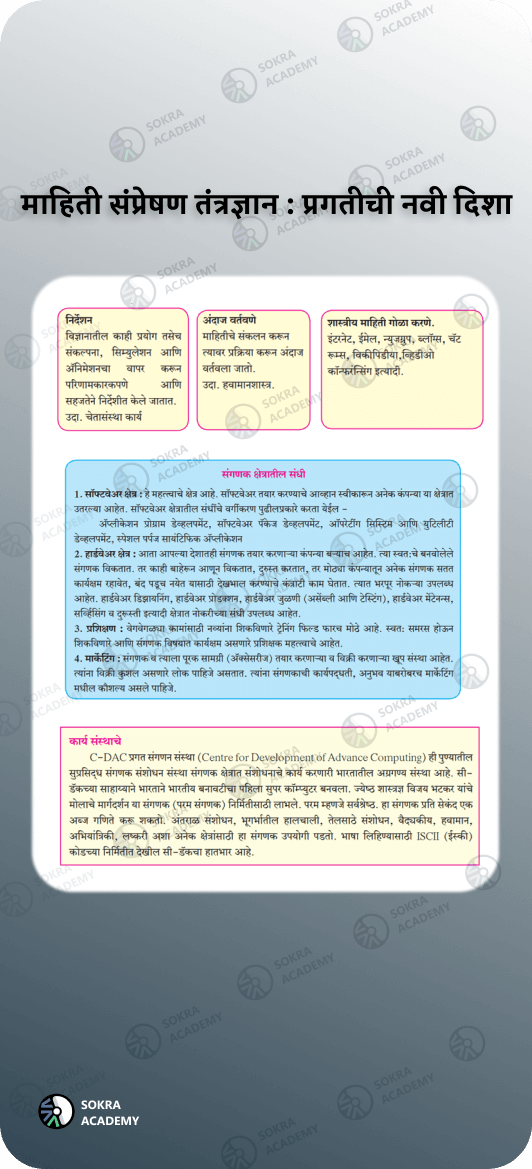 माहिती संप्रेषण तंत्रज्ञान : प्रगतीची नवी दिशा
निर्देशन
विज्ञानातील काही प्रयोग तसेच
संकल्पना, सिम्युलेशन आणि
ॲनिमेशनचा वापर करून
परिणामकारकपणे आणि
सहजतेने निर्देशीत केले जातात.
उदा. चेतासंस्था कार्य
अंदाज वर्तवणे
माहितीचे संकलन करून
त्यावर प्रक्रिया करून अंदाज
वर्तवला जातो.
उदा. हवामानशास्त्र.
शास्त्रीय माहिती गोळा करणे.
इंटरनेट, ईमेल, न्युजग्रुप, ब्लॉग्स, चॅट
रूम्स, विकीपिडीया,व्हिडीओ
कॉन्फरन्सिंग इत्यादी.
संगणक क्षेत्रातील संधी
1. सॉफ्टवेअर क्षेत्र : हे महत्त्वाचे क्षेत्र आहे. सॉफ्टवेअर तयार करण्याचे आव्हान स्वीकारून अनेक कंपन्या या क्षेत्रात
उतरल्या आहेत. सॉफ्टवेअर क्षेत्रातील संधींचे वर्गीकरण पुढीलप्रकारे करता येईल -
ॲप्लीकेशन प्रोग्राम डेव्हलपमेंट, सॉफ्टवेअर पॅकेज डेव्हलपमेंट, ऑपरेटींग सिस्टिम आणि युटिलीटी
डेव्हलपमेंट, स्पेशल पर्पज सायंटिफिक ॲप्लीकेशन
2. हार्डवेअर क्षेत्र : आता आपल्या देशातही संगणक तयार करणाऱ्या कंपन्या बऱ्याच आहेत. त्या स्वत:चे बनवलेले
संगणक विकतात. तर काही बाहेरून आणून विकतात, दुरुस्त करतात, तर मोठ्या कंपन्यातून अनेक संगणक सतत
कार्यक्षम रहावेत, बंद पडूच नयेत यासाठी देखभाल करण्याचे कंत्राटी काम घेतात. त्यात भरपूर नोकऱ्या उपलब्ध
आहेत. हार्डवेअर डिझायनिंग, हार्डवेअर प्रोडक्शन, हार्डवेअर जुळणी (असेंब्ली आणि टेस्टिंग), हार्डवेअर मेंटेनन्स,
सर्व्हिसिंग व दुरुस्ती इत्यादी क्षेत्रात नोकरीच्या संधी उपलब्ध आहेत.
3. प्रशिक्षण : वेगवेगळ्या कामांसाठी नव्यांना शिकविणारे ट्रेनिंग फिल्ड फारच मोठे आहे. स्वत: समरस होऊन
शिकविणारे आणि संगणक विषयात कार्यक्षम असणारे प्रशिक्षक महत्त्वाचे आहेत.
4. मार्केटिंग : संगणक व त्याला पूरक सामग्री (ॲक्सेसरीज) तयार करणाऱ्या व विक्री करणाऱ्या खूप संस्था आहेत.
त्यांना विक्री कुशल असणारे लोक पाहिजे असतात. त्यांना संगणकाची कार्यपद्धती, अनुभव याबरोबरच मार्केटिंग
मधील कौशल्य असले पाहिजे.
कार्य संस्थाचे
C-DAC प्रगत संगणन संस्था (Centre for Development of Advance Computing) ही पुण्यातील
सुप्रसिद्ध संगणक संशोधन संस्था संगणक क्षेत्रात संशोधनाचे कार्य करणारी भारतातील अग्रगण्य संस्था आहे. सी-
डॅकच्या साहाय्याने भारताने भारतीय बनावटीचा पहिला सुपर कॉम्प्युटर बनवला. ज्येष्ठ शास्त्रज्ञ विजय भटकर यांचे
मोलाचे मार्गदर्शन या संगणक (परम संगणक) निर्मितीसाठी लाभले. परम म्हणजे सर्वश्रेष्ठ. हा संगणक प्रति सेकंद एक
अब्ज गणिते करू शकतो. अंतराळ संशोधन, भूगर्भातील हालचाली, तेलसाठे संशोधन, वैद्यकीय, हवामान,
अभियांत्रिकी, लष्करी अशा अनेक क्षेत्रांसाठी हा संगणक उपयोगी पडतो. भाषा लिहिण्यासाठी ISCII (ईस्की)
कोडच्या निर्मितीत देखील सी-डॅकचा हातभार आहे.
SOKRA
ACADEMY